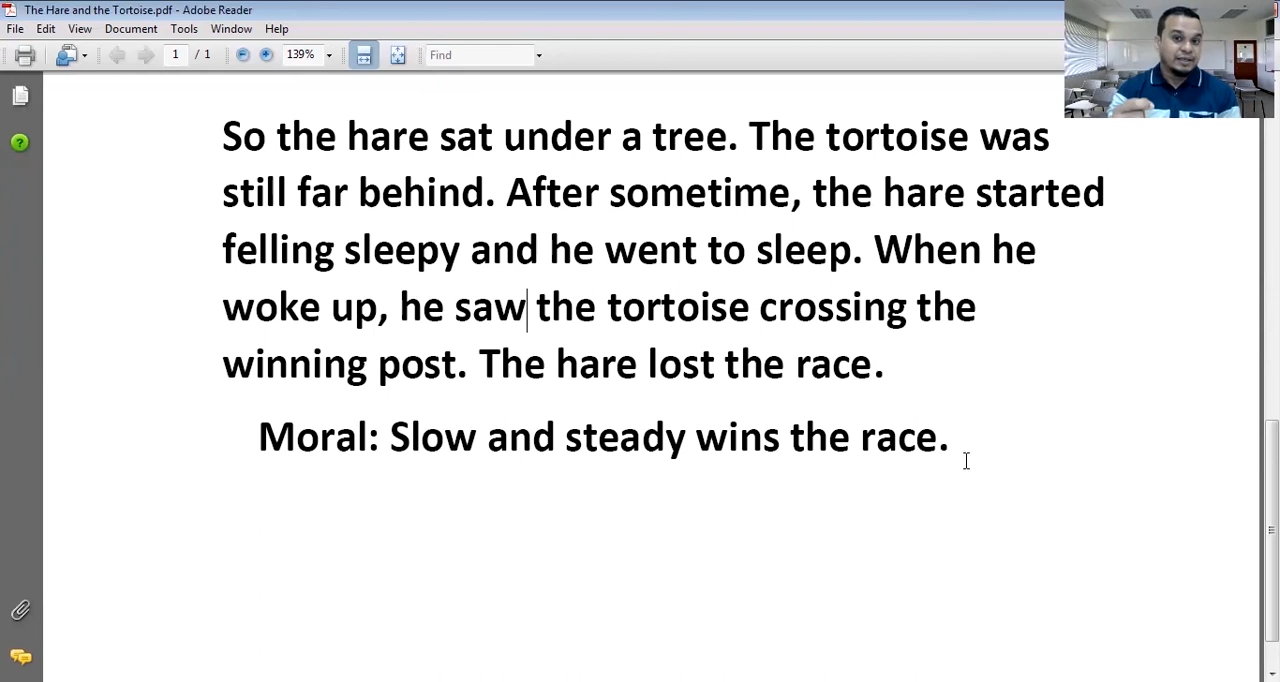 The Hare and the Tortoise.pdf - Adobe Reader
File Edit View Document Tools Window Help
1 / 1 139% Find
So the hare sat under a tree. The tortoise was
still far behind. After sometime, the hare started
felling sleepy and he went to sleep. When he
woke up, he saw the tortoise crossing the
winning post. The hare lost the race.
Moral: Slow and steady wins the race.